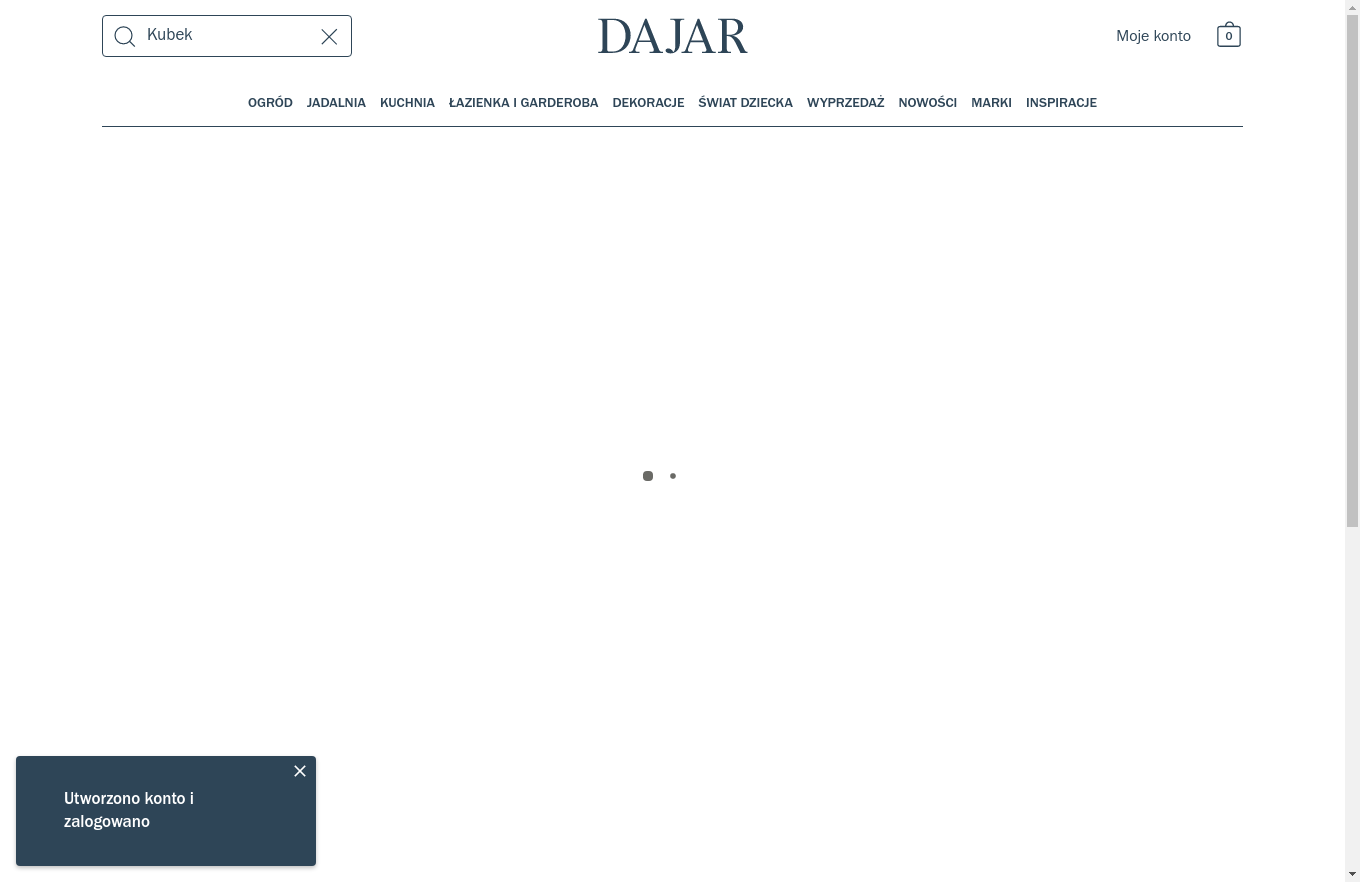 Kubek
DAJAR
Moje konto
0
OGRÓD JADALNIA KUCHNIA ŁAZIENKA I GARDEROBA DEKORACJE ŚWIAT DZIECKA WYPRZEDAŻ NOWOŚCI MARKI INSPIRACJE
Utworzono konto i
zalogowano